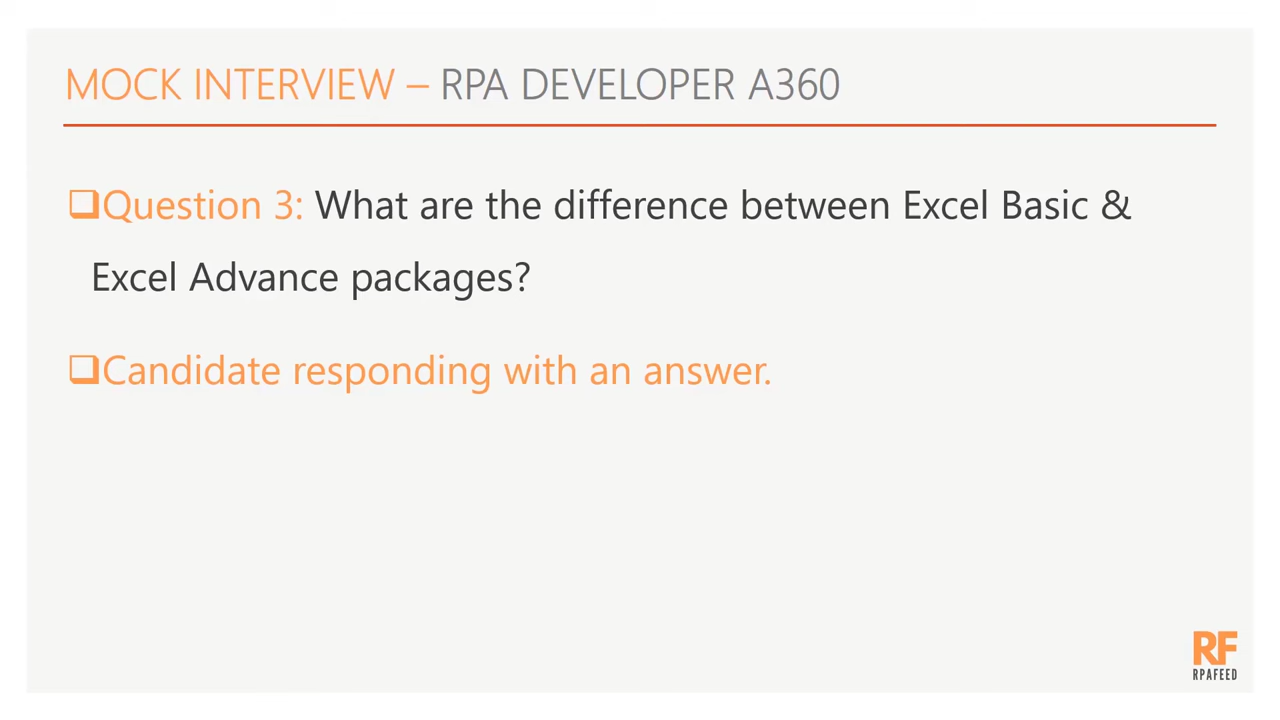 MOCK INTERVIEW – RPA DEVELOPER A360
❑Question 3: What are the difference between Excel Basic &
Excel Advance packages?
❑Candidate responding with an answer.
RF
RPAFEED